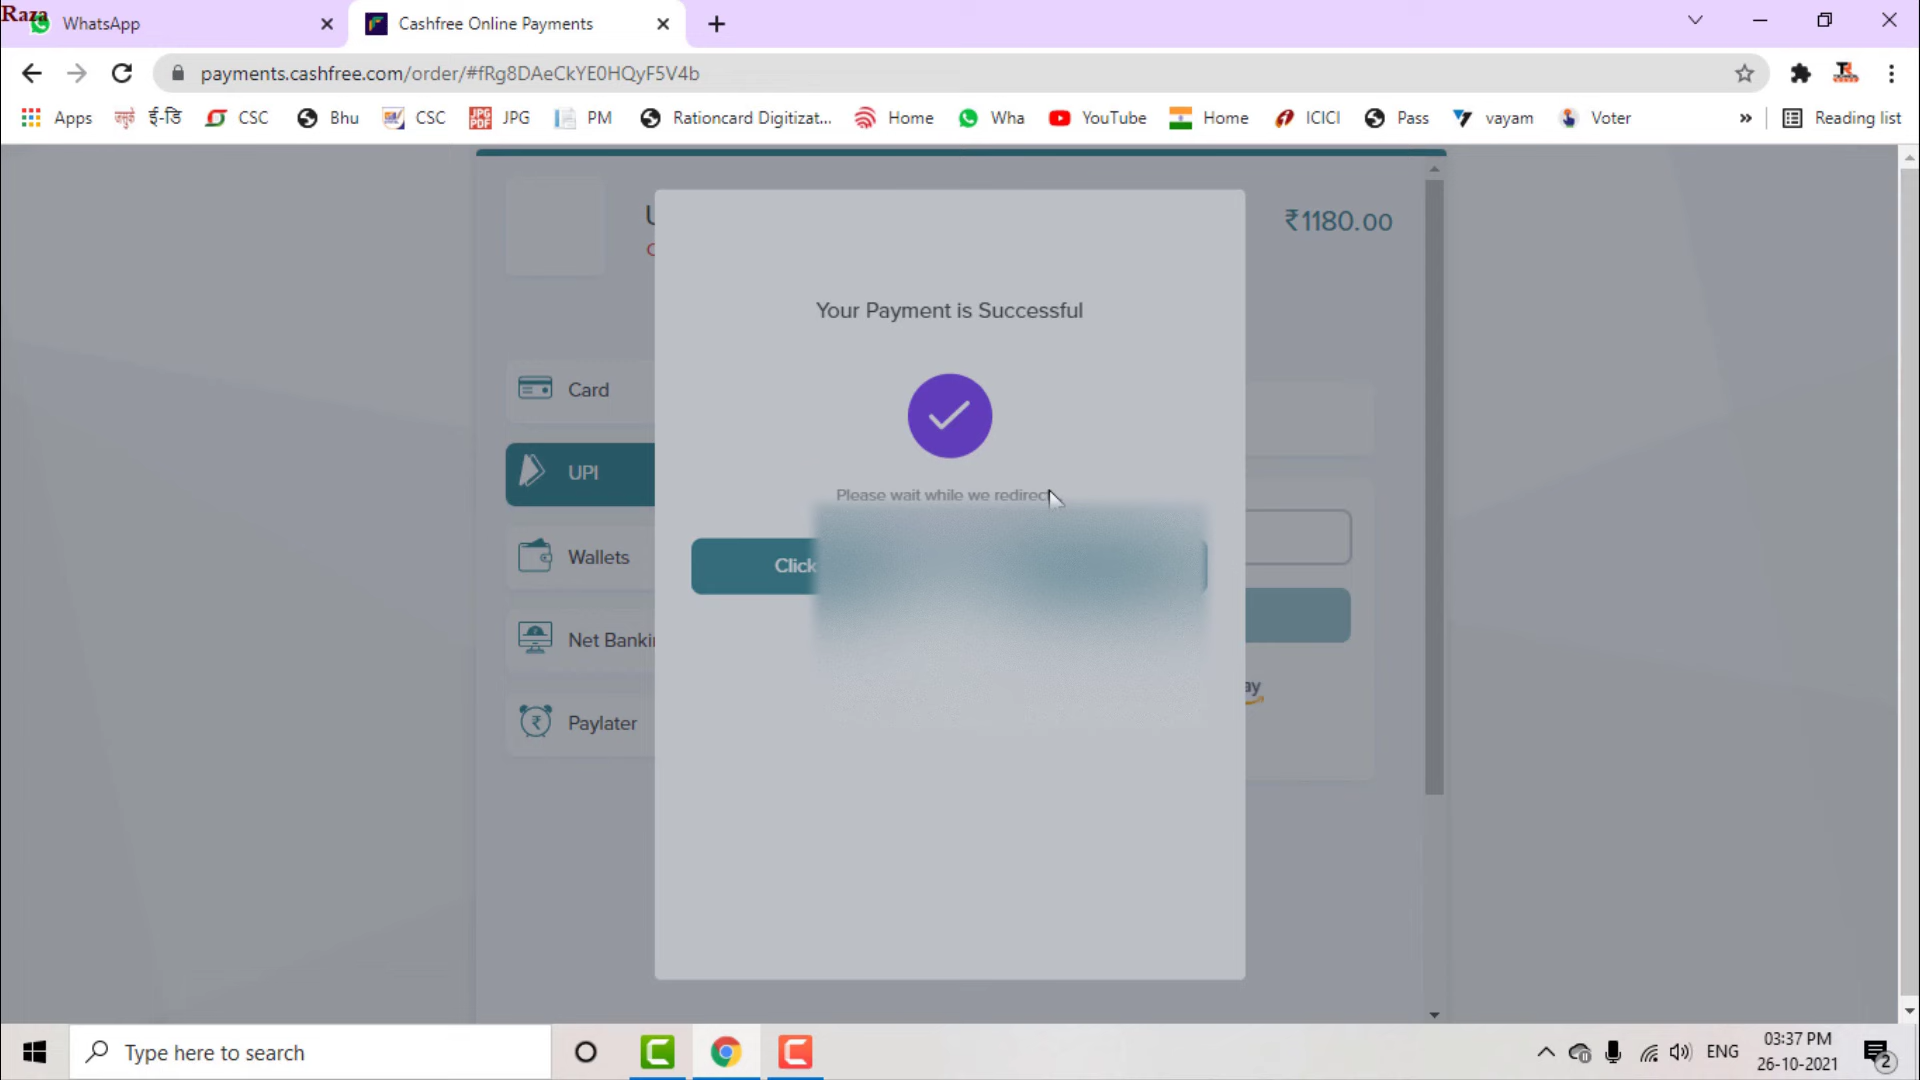 Raza
WhatsApp
Cashfree Online Payments
payments.cashfree.com/order/#fRg8DAeCkYE0HQyF5V4b
Apps ई-डि CSC Bhu CSC JPG PM Rationcard Digitizat... Home Wha YouTube Home ICICI Pass vayam Voter » Reading list
₹1180.00
Your Payment is Successful
Card
UPI
Please wait while we redirec
Click
Wallets
Net Banki
Paylater
ay
Type here to search
ENG
03:37 PM
26-10-2021
2